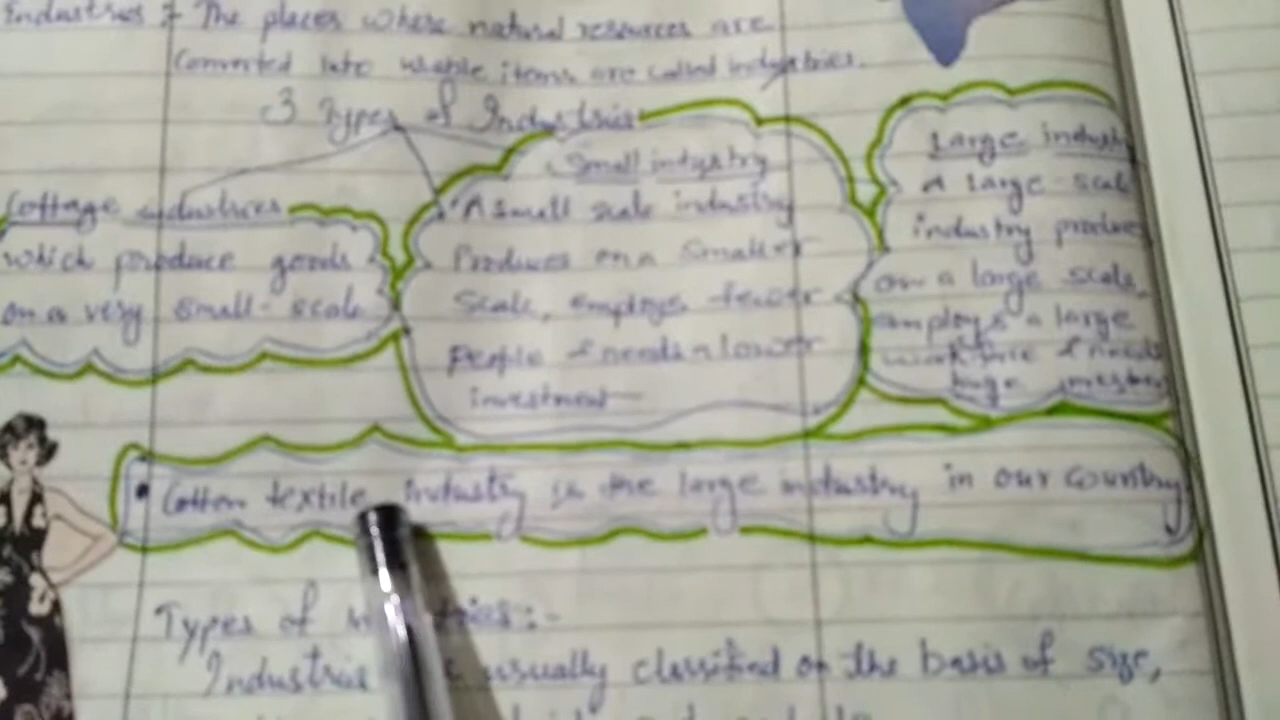 Industries :- The places where natural resources are
converted into usable items are called industries.
3 Types of Industries
Cottage industries
which produce goods
on a very small-scale
Small industry
A small scale industry
Produces on a smaller
scale, employs fewer
people & needs a lower
investment
Large industry
A large scale
industry produce
on a large scale,
employs a large
workforce & needs
huge
• Cotton textile industry is the large industry in our country
Types of :-
Industries usually classified on the basis of size,